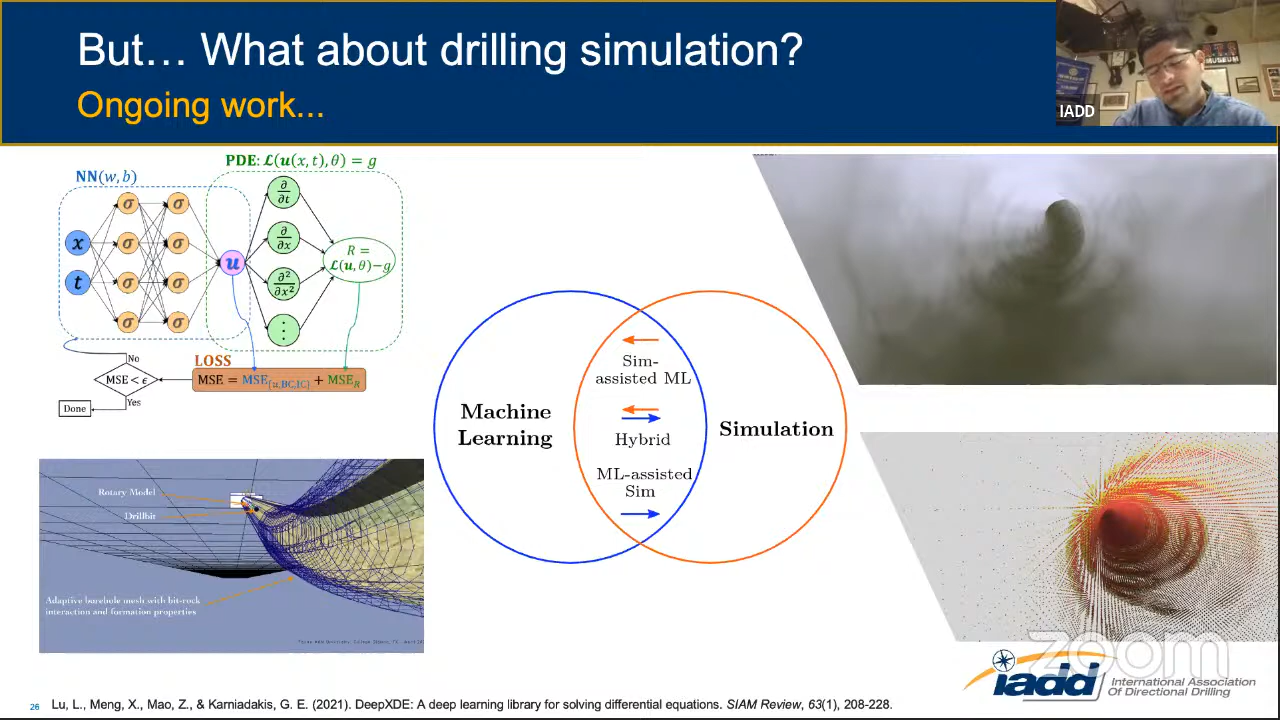 But… What about drilling simulation?
Ongoing work...
IADD
MUSEUM
PDE: ℒ(u(x, t), θ) = g
NN(w, b)
x
t
σ
σ
σ
σ
σ
σ
σ
σ
u
∂/∂t
∂/∂x
∂²/∂x²
⋮
R =
ℒ(u, θ)−g
LOSS
MSE = MSE{u,BC,IC} + MSER
No
MSE < ϵ
Yes
Done
Machine
Learning
Sim-
assisted ML
Hybrid
ML-assisted
Sim
Simulation
Rotary Model
Drillbit
Adaptive borehole mesh with bit-rock
interaction and formation properties
zoom
iadd
International Association
Of Directional Drilling
26
Lu, L., Meng, X., Mao, Z., & Karniadakis, G. E. (2021). DeepXDE: A deep learning library for solving differential equations. SIAM Review, 63(1), 208-228.